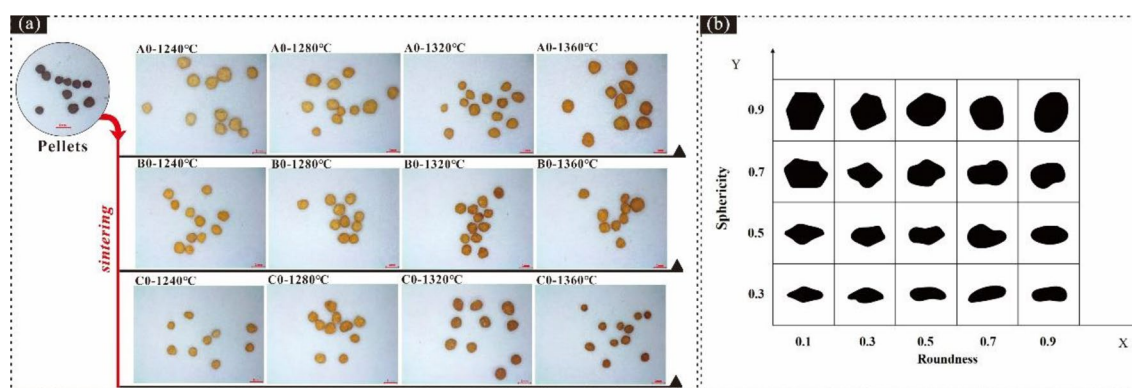 (a)
A0-1240℃
A0-1280℃
A0-1320℃
A0-1360℃
Pellets
B0-1240℃
B0-1280℃
B0-1320℃
B0-1360℃
sintering
C0-1240℃
C0-1280℃
C0-1320℃
C0-1360℃
(b)
Y
0.9
0.7
Sphericity
0.5
0.3
0.1 0.3 0.5 0.7 0.9 X
Roundness